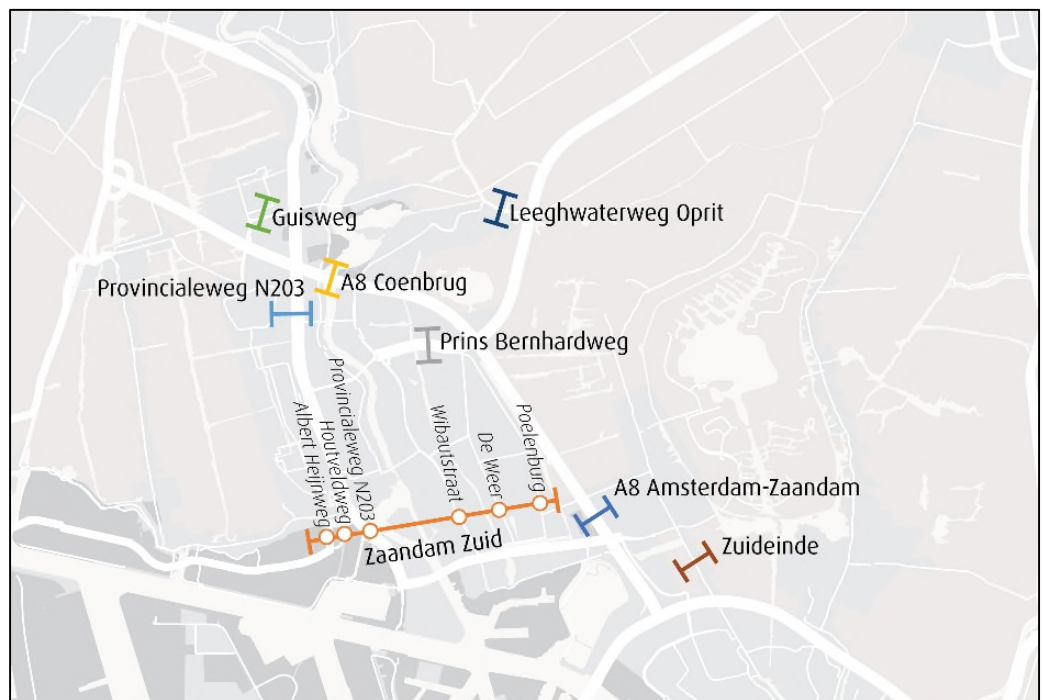 Guisweg
Leeghwaterweg Oprit
Provincialeweg N203
A8 Coenbrug
Prins Bernhardweg
Albert Heijnweg
Houtveldweg
Provincialeweg N203
Wibautstraat
De Weer
Poelenburg
A8 Amsterdam-Zaandam
Zaandam Zuid
Zuideinde